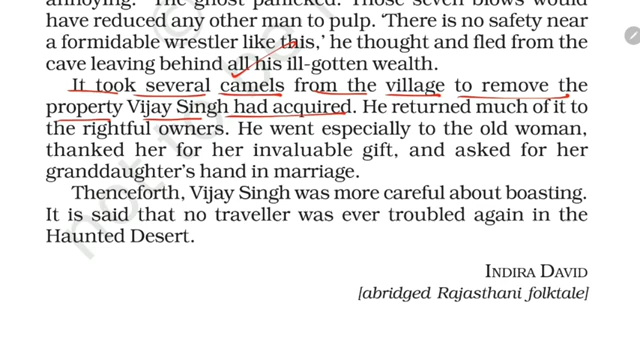 annoying. The ghost panicked. Those seven blows would
have reduced any other man to pulp. ‘There is no safety near
a formidable wrestler like this,’ he thought and fled from the
cave leaving behind all his ill-gotten wealth.
It took several camels from the village to remove the
property Vijay Singh had acquired. He returned much of it to
the rightful owners. He went especially to the old woman,
thanked her for her invaluable gift, and asked for her
granddaughter’s hand in marriage.
Thenceforth, Vijay Singh was more careful about boasting.
It is said that no traveller was ever troubled again in the
Haunted Desert.
INDIRA DAVID
[abridged Rajasthani folktale]